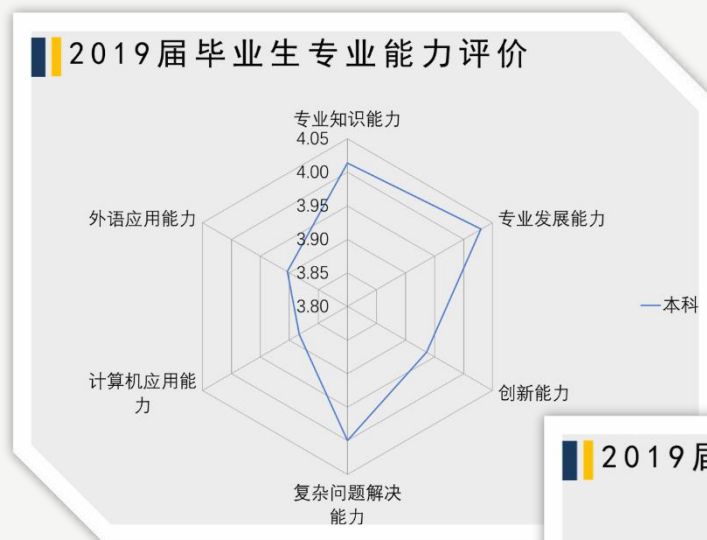 2019届毕业生专业能力评价
专业知识能力
4.05
4.00
3.95
3.90
3.85
3.80
外语应用能力
专业发展能力
本科
计算机应用能
力
创新能力
复杂问题解决
能力
2019届